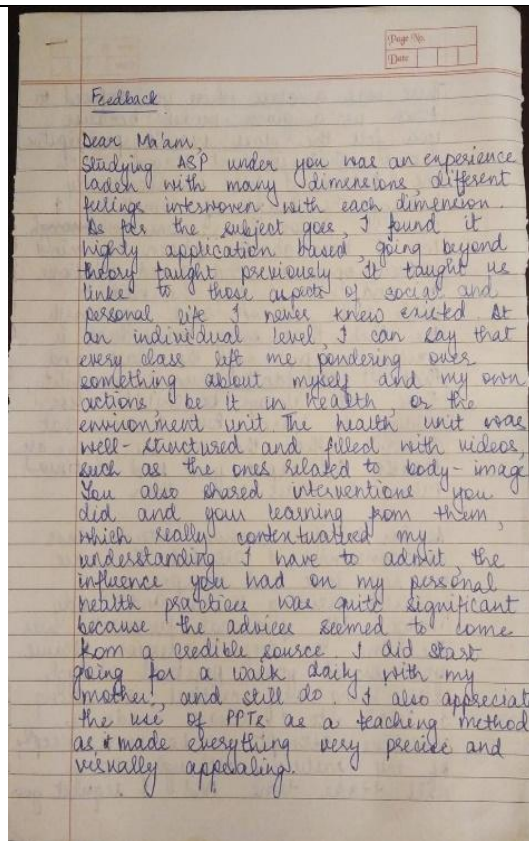 Page No.
Date
Feedback
Dear Ma'am,
Studying ASP under you was an experience
laden with many dimensions, different
feelings interwoven with each dimension.
As far the subject goes, I found it
highly application based, going beyond
theory taught previously. It taught us
links to those aspects of social and
personal life I never knew existed. At
an individual level, I can say that
every class left me pondering over
something about myself and my own
actions, be it in health, or the
environment unit. The health unit was
well-structured and filled with videos,
such as the ones related to body-image
You also shared interventions you
did and your learning from them,
which really contextualized my
understanding. I have to admit, the
influence you had on my personal
health practices was quite significant
because the advices seemed to come
from a credible source. I did start
going for a walk daily with my
mother, and still do. I also appreciat
the use of PPTs as a teaching method
as it made everything very precise and
visually appealing.